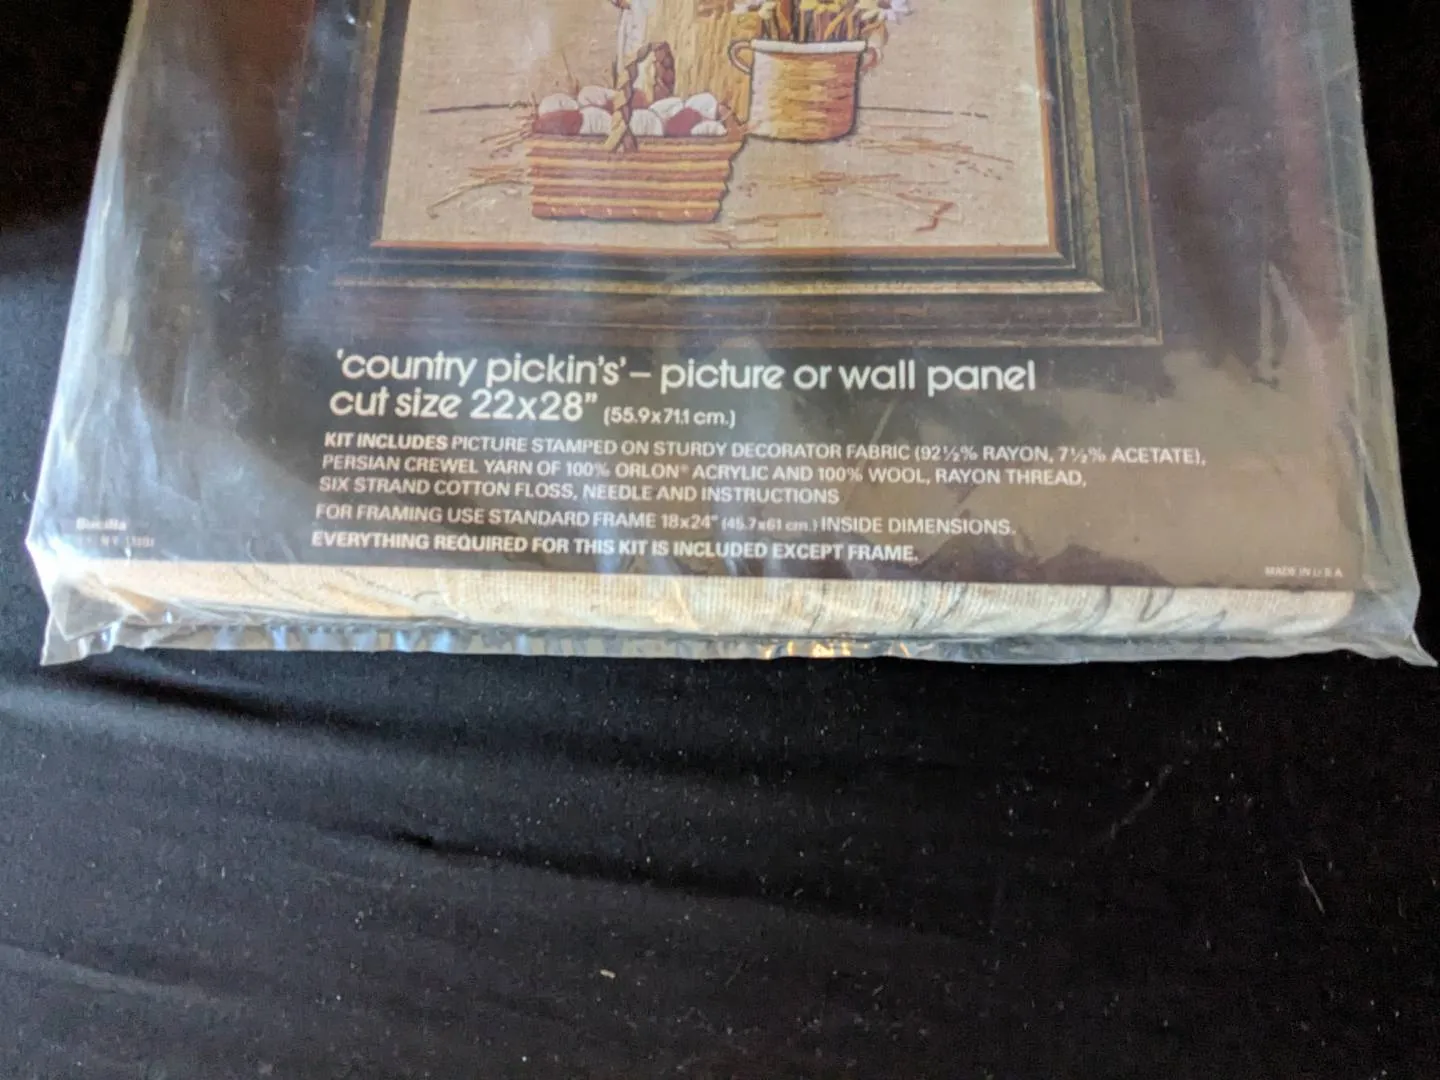 'country pickin's' – picture or wall panel
cut size 22x28" (55.9x71.1 cm.)
KIT INCLUDES PICTURE STAMPED ON STURDY DECORATOR FABRIC (92½% RAYON, 7½% ACETATE),
PERSIAN CREWEL YARN OF 100% ORLON® ACRYLIC AND 100% WOOL, RAYON THREAD,
SIX STRAND COTTON FLOSS, NEEDLE AND INSTRUCTIONS
FOR FRAMING USE STANDARD FRAME 18x24" (45.7x61 cm.) INSIDE DIMENSIONS.
EVERYTHING REQUIRED FOR THIS KIT IS INCLUDED EXCEPT FRAME.
Bucilla
MADE IN U.S.A.